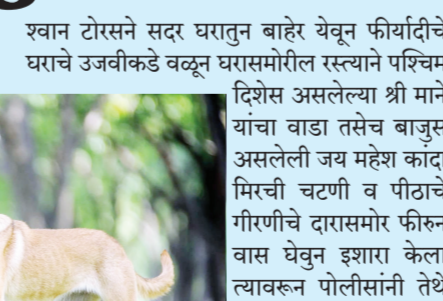 श्वान टोरसने सदर घरातुन बाहेर येवून फीर्यादीचे
घराचे उजवीकडे वळून घरासमोरील रस्त्याने पश्चिम
दिशेस असलेल्या श्री माने
यांचा वाडा तसेच बाजुस
असलेली जय महेश कांदा
मिरची चटणी व पीठाचे
गीरणीचे दारासमोर फीरुन
वास घेवुन इशारा केला
त्यावरून पोलीसांनी तेथे